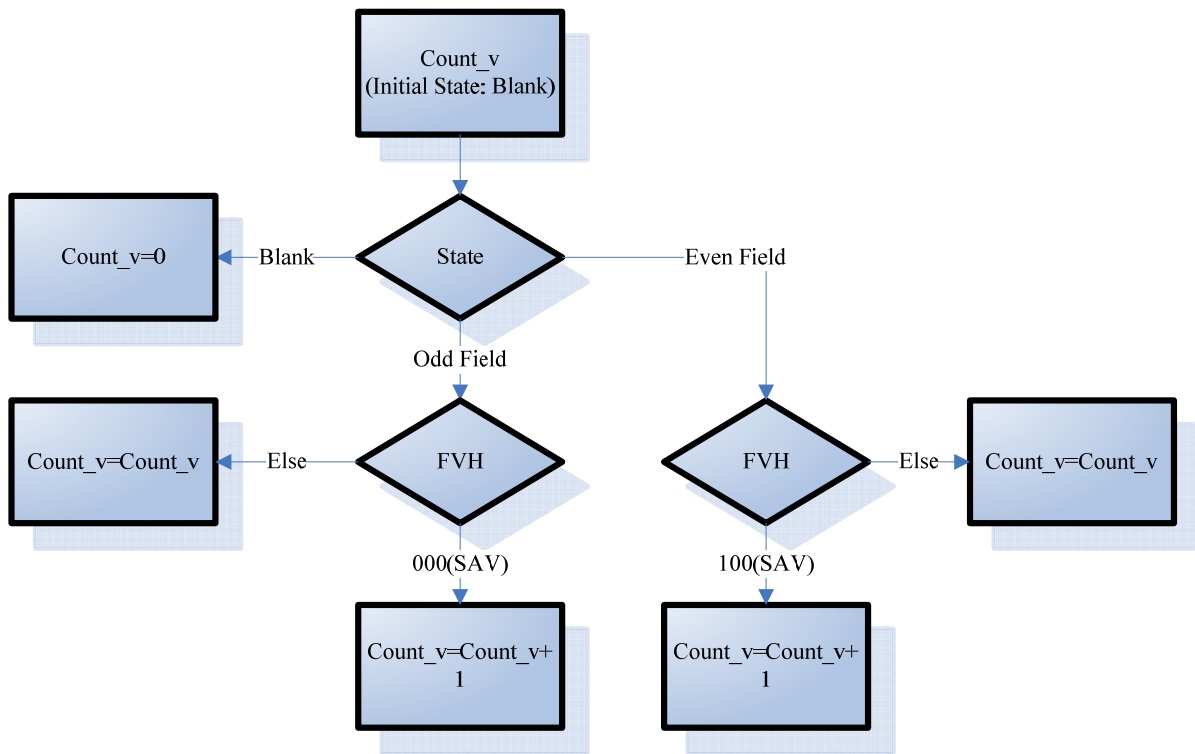 Count_v
(Initial State: Blank)
Count_v=0
Blank
State
Even Field
Odd Field
Count_v=Count_v
Else
FVH
FVH
Else
Count_v=Count_v
000(SAV)
100(SAV)
Count_v=Count_v+
1
Count_v=Count_v+
1